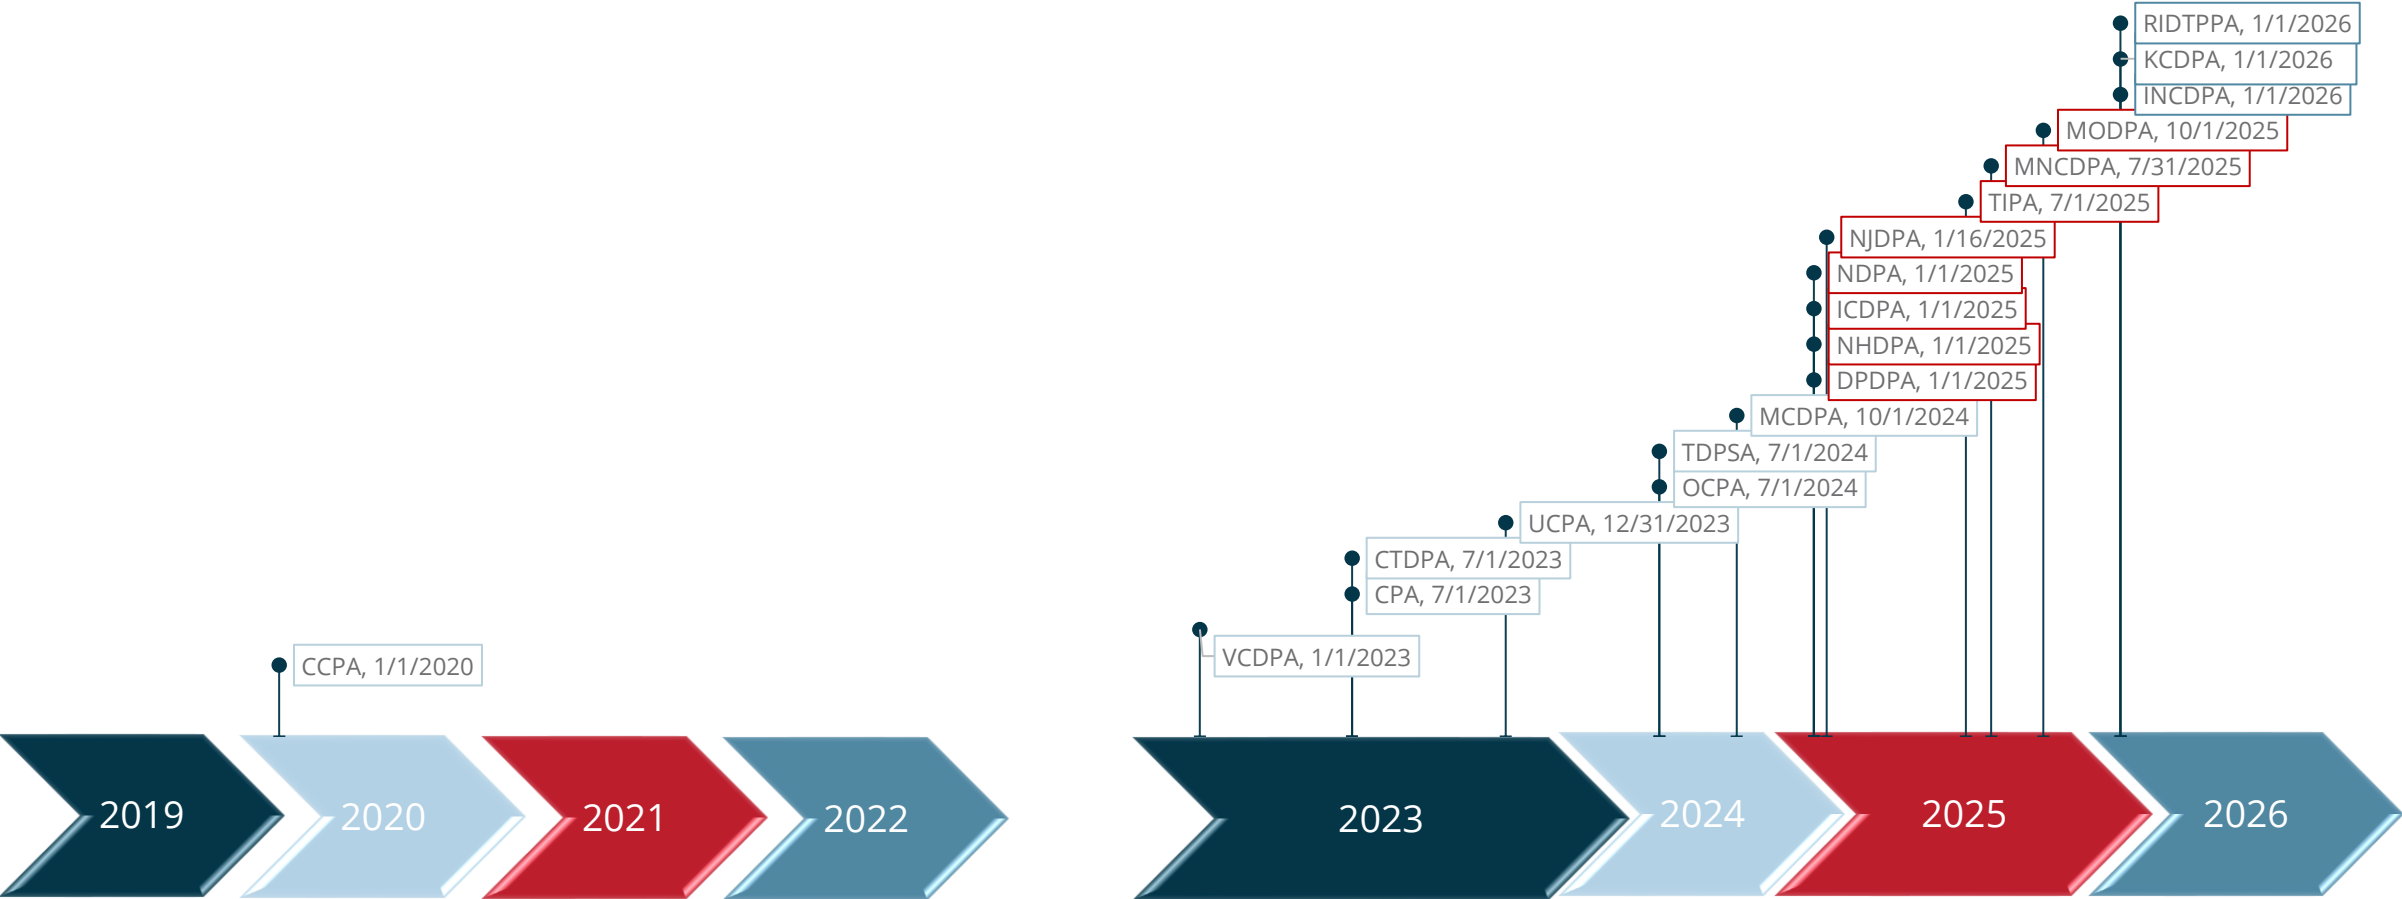 RIDTPPA, 1/1/2026
KCDPA, 1/1/2026
INCDPA, 1/1/2026
MODPA, 10/1/2025
MNCDPA, 7/31/2025
TIPA, 7/1/2025
NJDPA, 1/16/2025
NDPA, 1/1/2025
ICDPA, 1/1/2025
NHDPA, 1/1/2025
DPDPA, 1/1/2025
MCDPA, 10/1/2024
TDPSA, 7/1/2024
OCPA, 7/1/2024
UCPA, 12/31/2023
CTDPA, 7/1/2023
CPA, 7/1/2023
VCDPA, 1/1/2023
CCPA, 1/1/2020
2019
2020
2021
2022
2023
2024
2025
2026